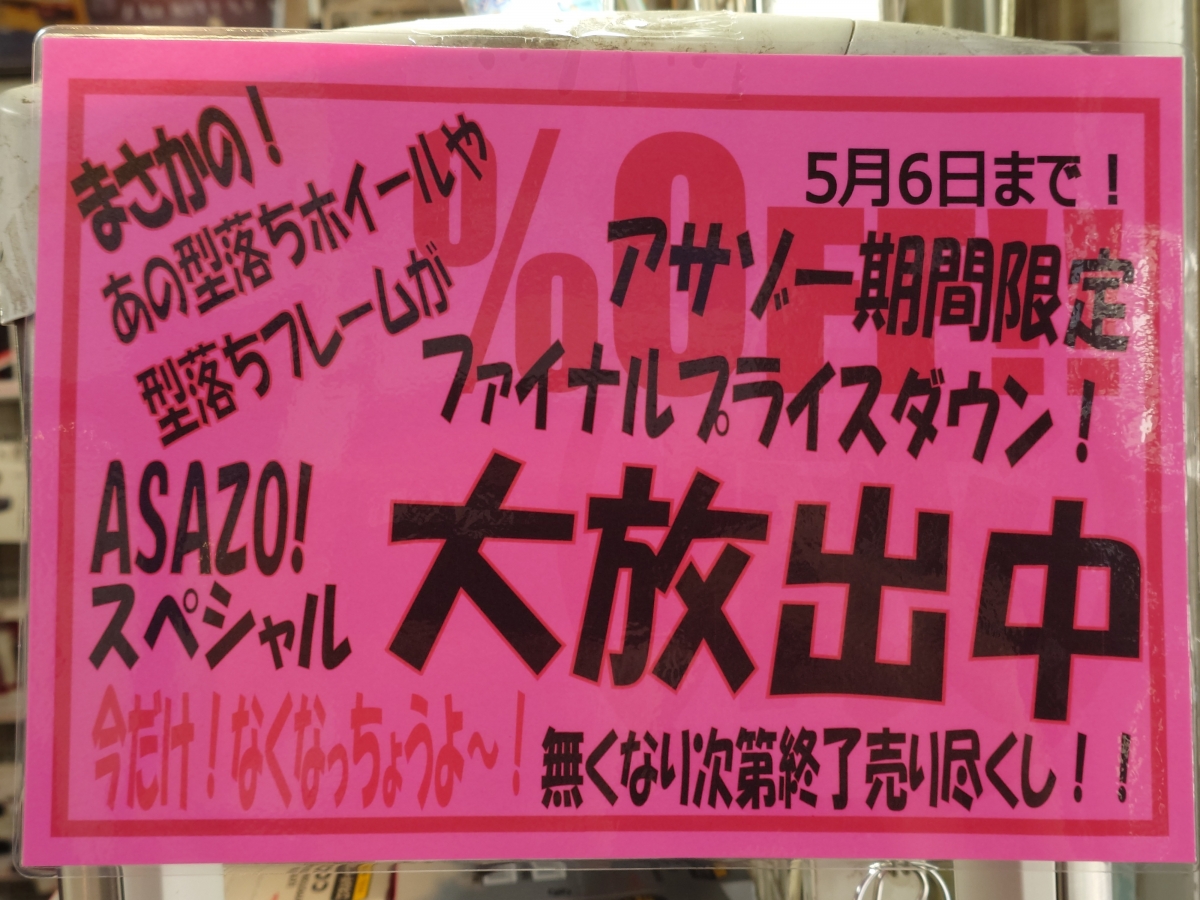 まさかの！
あの型落ちホイールや
型落ちフレームが
%OFF!!
5月6日まで！
アサゾー期間限定
ファイナルプライスダウン！
ASAZO!
スペシャル
大放出中
今だけ！なくなっちょうよ～！
無くなり次第終了売り尽くし！！